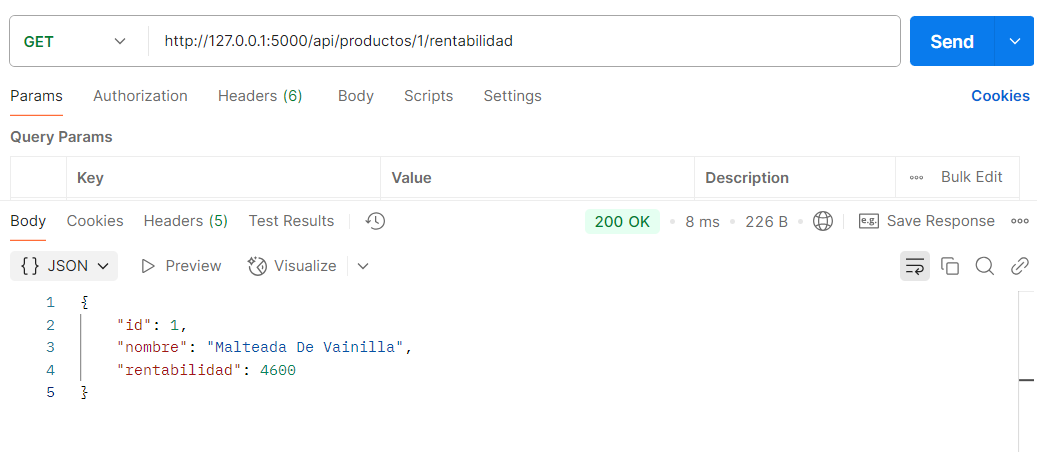 GET http://127.0.0.1:5000/api/productos/1/rentabilidad Send
Params Authorization Headers (6) Body Scripts Settings Cookies
Query Params
Key Value Description Bulk Edit
Body Cookies Headers (5) Test Results 200 OK 8 ms 226 B e.g. Save Response
{} JSON Preview Visualize
1 {
2 "id": 1,
3 "nombre": "Malteada De Vainilla",
4 "rentabilidad": 4600
5 }